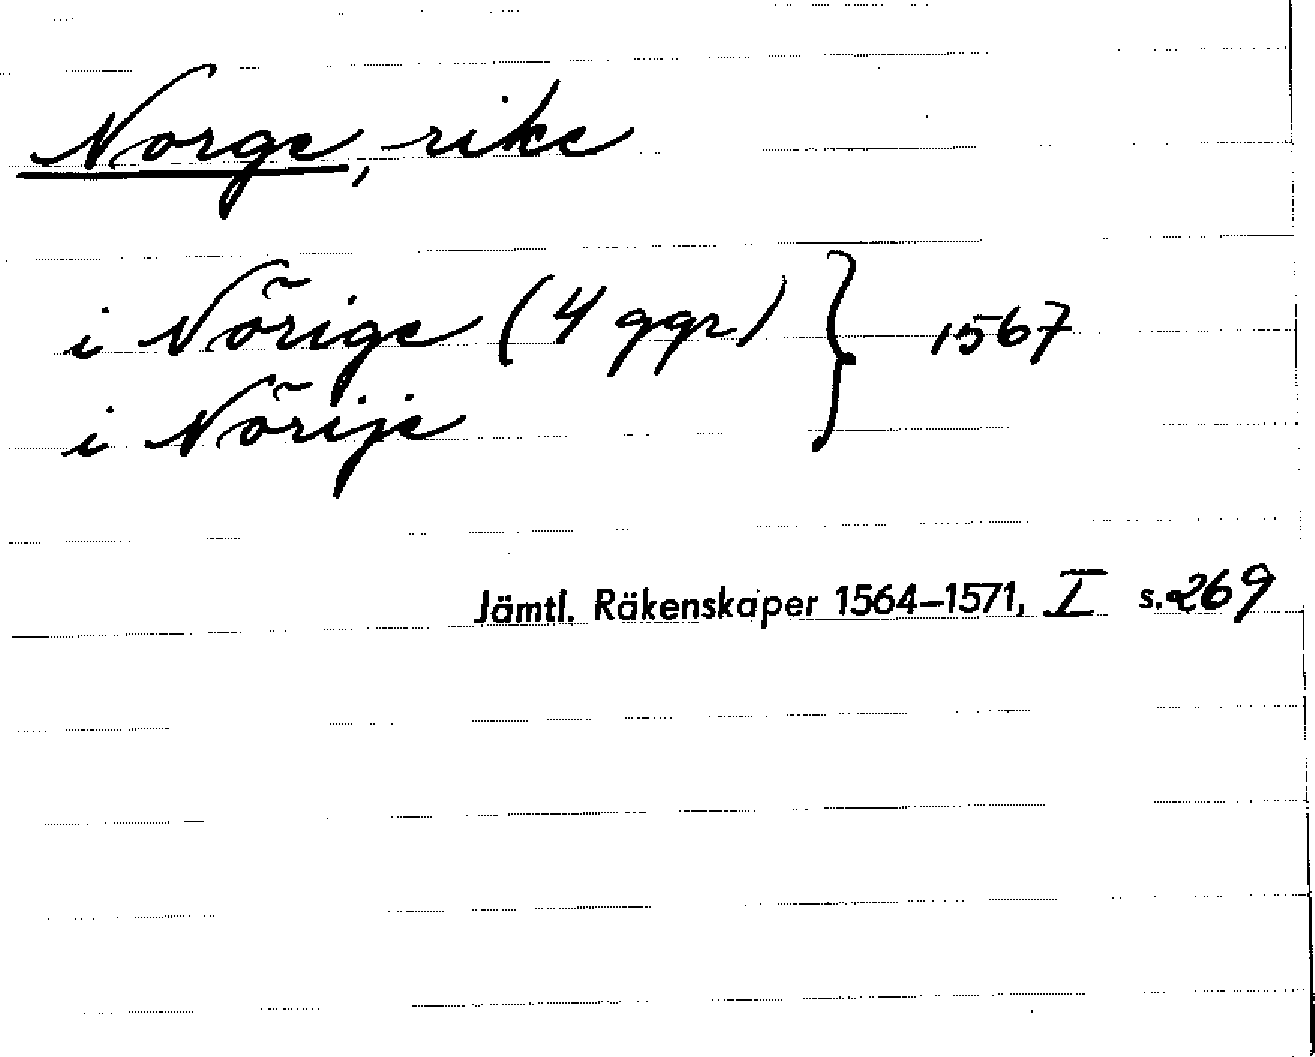 Norge, rike
i Nõrige (4 ggr) } 1567
i Nõrije
Jämtl. Räkenskaper 1564–1571, I s. 269